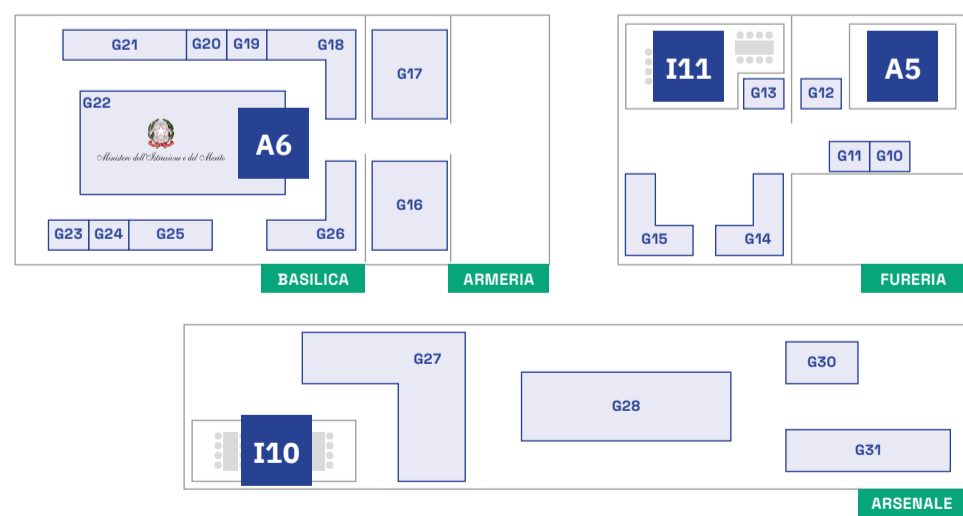 G21
G20
G19
G18
G17
G22
Ministero dell'Istruzione e del Merito
A6
G16
G23
G24
G25
G26
BASILICA
ARMERIA
I11
A5
G13
G12
G11
G10
G15
G14
FURERIA
G27
G28
G30
I10
G31
ARSENALE